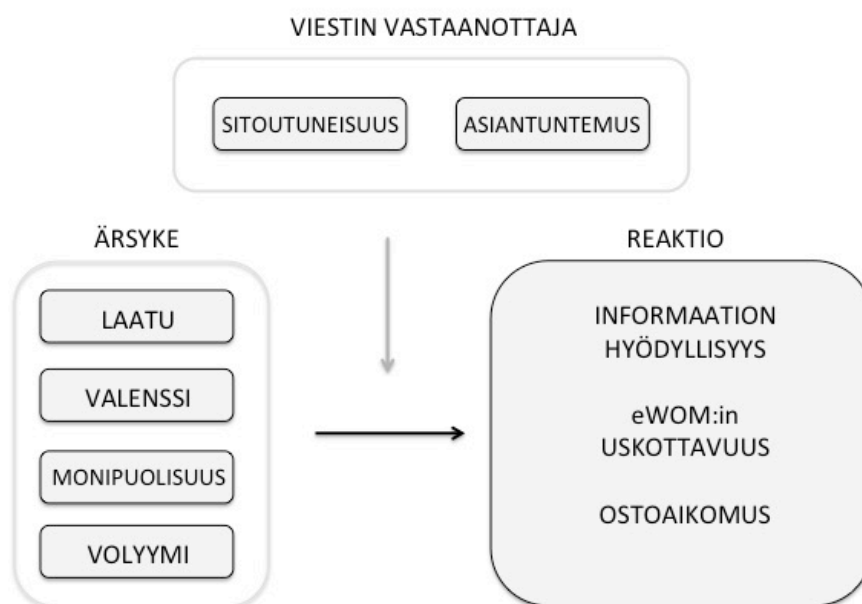 VIESTIN VASTAANOTTAJA
SITOUTUNEISUUS
ASIANTUNTEMUS
ÄRSYKE
LAATU
VALENSSI
MONIPUOLISUUS
VOLYYMI
REAKTIO
INFORMAATION
HYÖDYLLISYYS
eWOM:in
USKOTTAVUUS
OSTOAIKOMUS